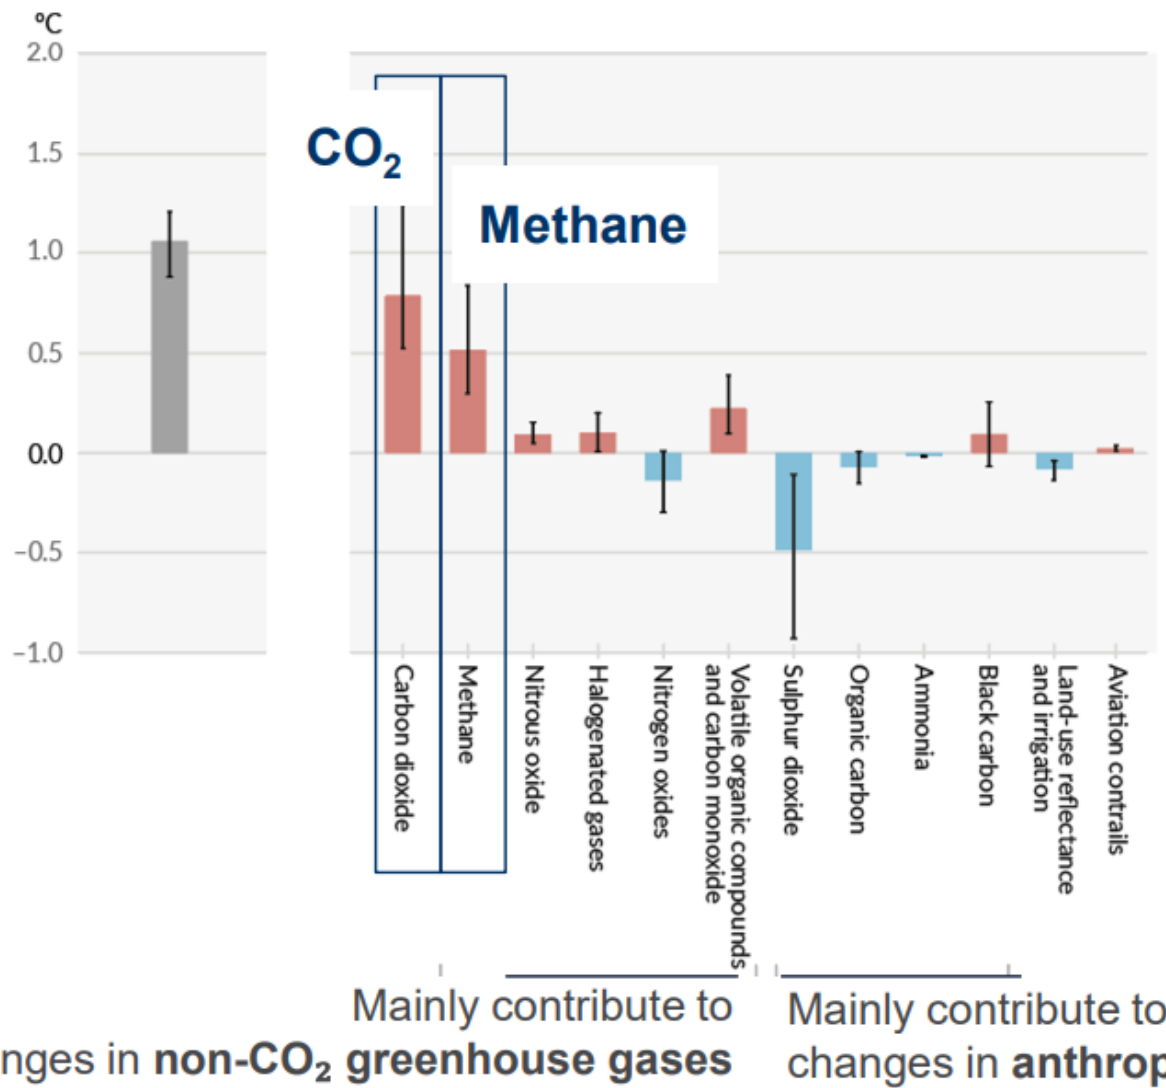 ºC
2.0
1.5
1.0
0.5
0.0
−0.5
−1.0
CO₂
Methane
Carbon dioxide
Methane
Nitrous oxide
Halogenated gases
Nitrogen oxides
Volatile organic compounds
and carbon monoxide
Sulphur dioxide
Organic carbon
Ammonia
Black carbon
Land-use reflectance
and irrigation
Aviation contrails
Mainly contribute to
nges in non-CO₂ greenhouse gases
Mainly contribute to
changes in anthrop